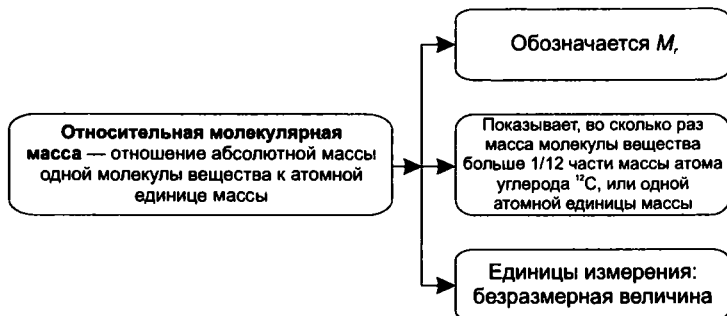 Относительная молекулярная
масса — отношение абсолютной массы
одной молекулы вещества к атомной
единице массы
Обозначается Mr
Показывает, во сколько раз
масса молекулы вещества
больше 1/12 части массы атома
углерода ¹²C, или одной
атомной единицы массы
Единицы измерения:
безразмерная величина